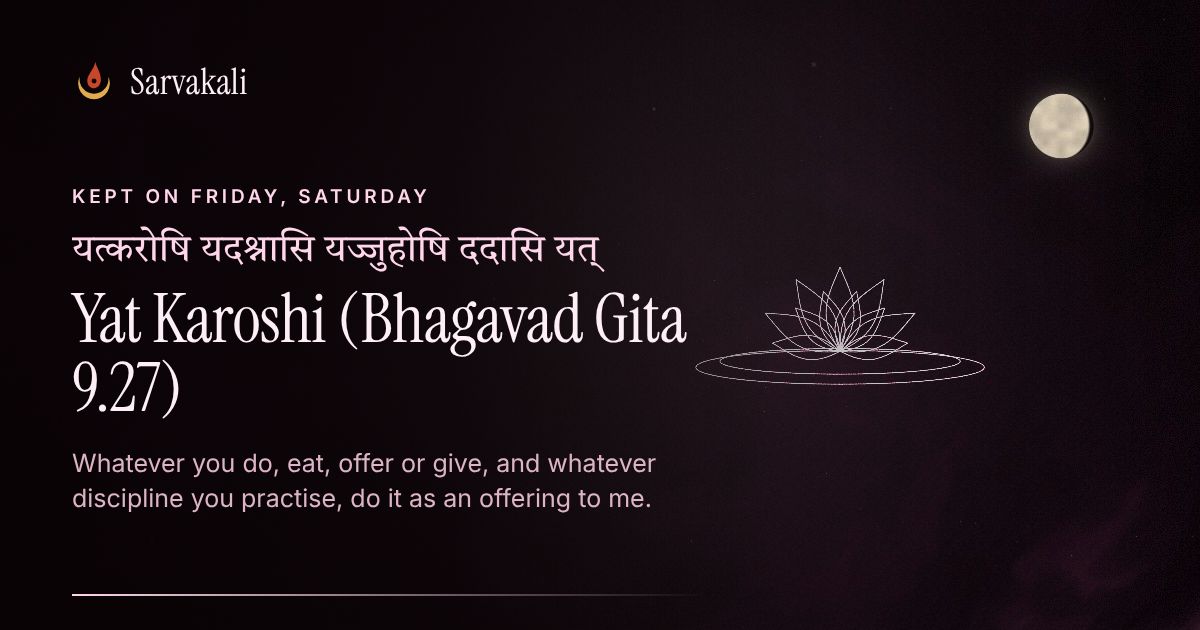 Sarvakali
KEPT ON FRIDAY, SATURDAY
यत्करोषि यदश्नासि यज्जुहोषि ददासि यत्
Yat Karoshi (Bhagavad Gita
9.27)
Whatever you do, eat, offer or give, and whatever
discipline you practise, do it as an offering to me.